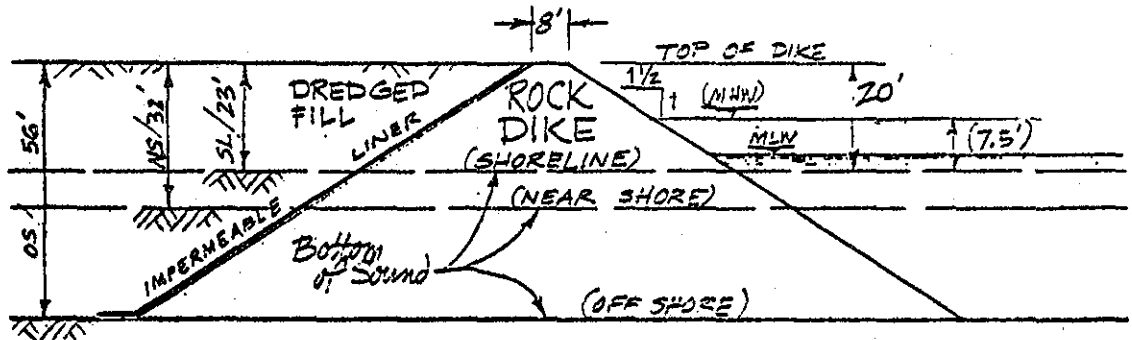 8'
TOP OF DIKE
1 1/2
1
(MHW)
20'
DREDGED
FILL
ROCK
DIKE
(SHORELINE)
MLW
(7.5')
56'
NS/32'
SL/23'
OS
LINER
IMPERMEABLE
(NEAR SHORE)
Bottom
of Sound
(OFF SHORE)